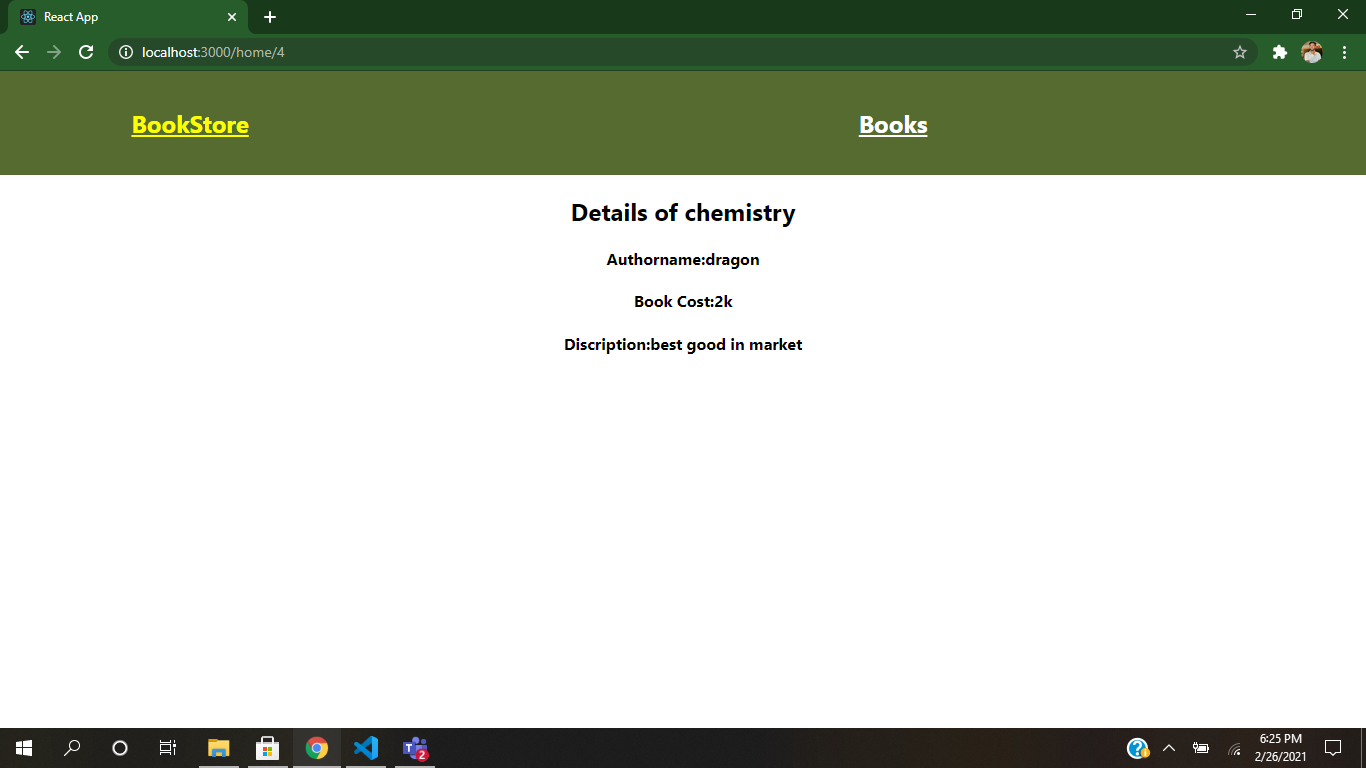 React App
localhost:3000/home/4
BookStore
Books
Details of chemistry
Authorname:dragon
Book Cost:2k
Discription:best good in market
T
2
?
6:25 PM
2/26/2021